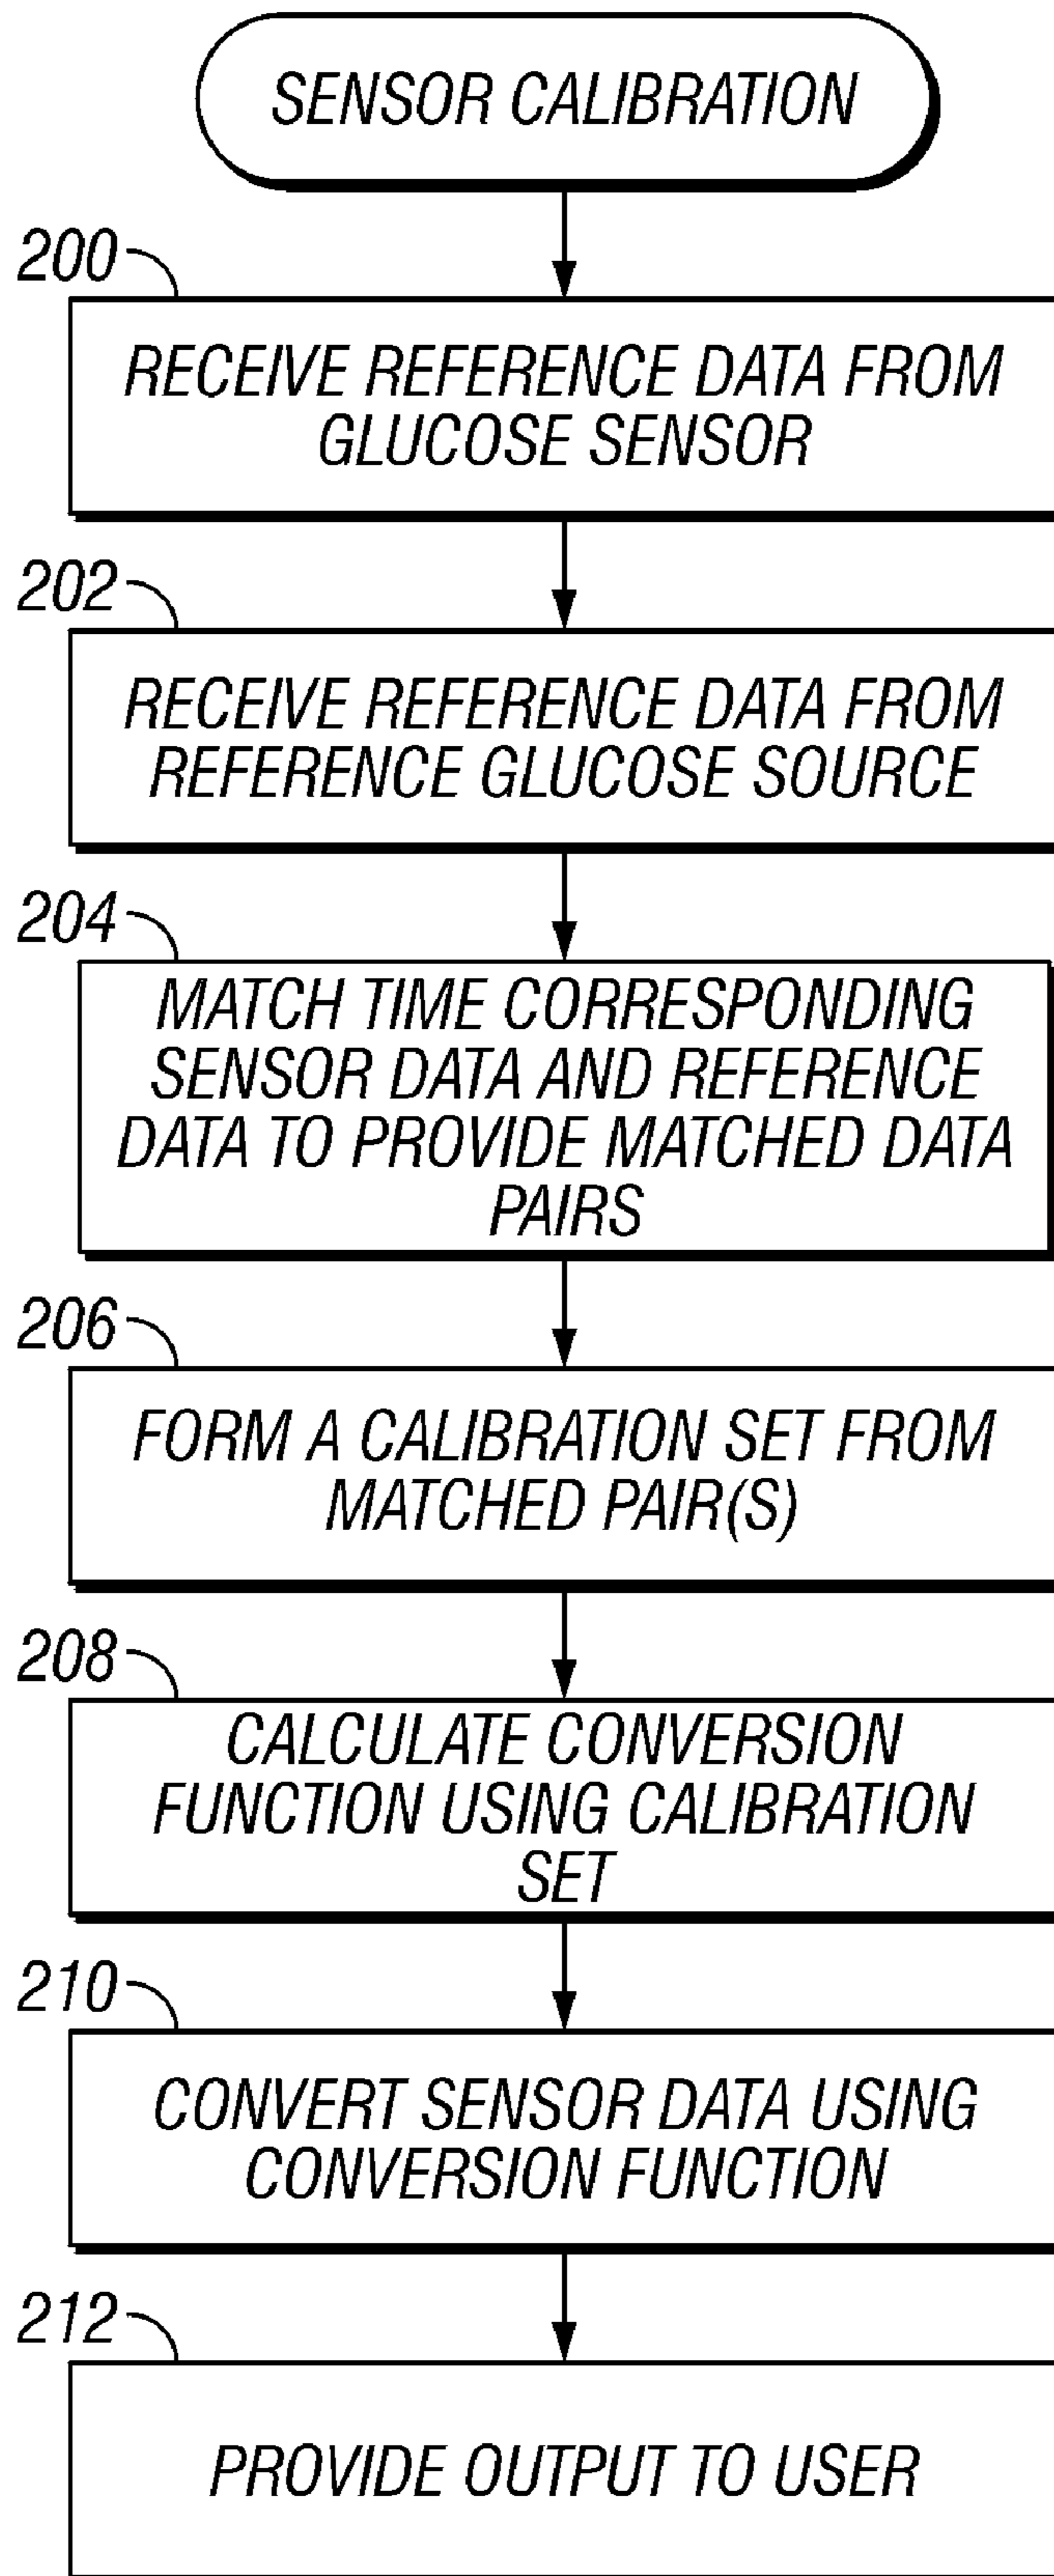 SENSOR CALIBRATION
200
RECEIVE REFERENCE DATA FROM
GLUCOSE SENSOR
202
RECEIVE REFERENCE DATA FROM
REFERENCE GLUCOSE SOURCE
204
MATCH TIME CORRESPONDING
SENSOR DATA AND REFERENCE
DATA TO PROVIDE MATCHED DATA
PAIRS
206
FORM A CALIBRATION SET FROM
MATCHED PAIR(S)
208
CALCULATE CONVERSION
FUNCTION USING CALIBRATION
SET
210
CONVERT SENSOR DATA USING
CONVERSION FUNCTION
212
PROVIDE OUTPUT TO USER